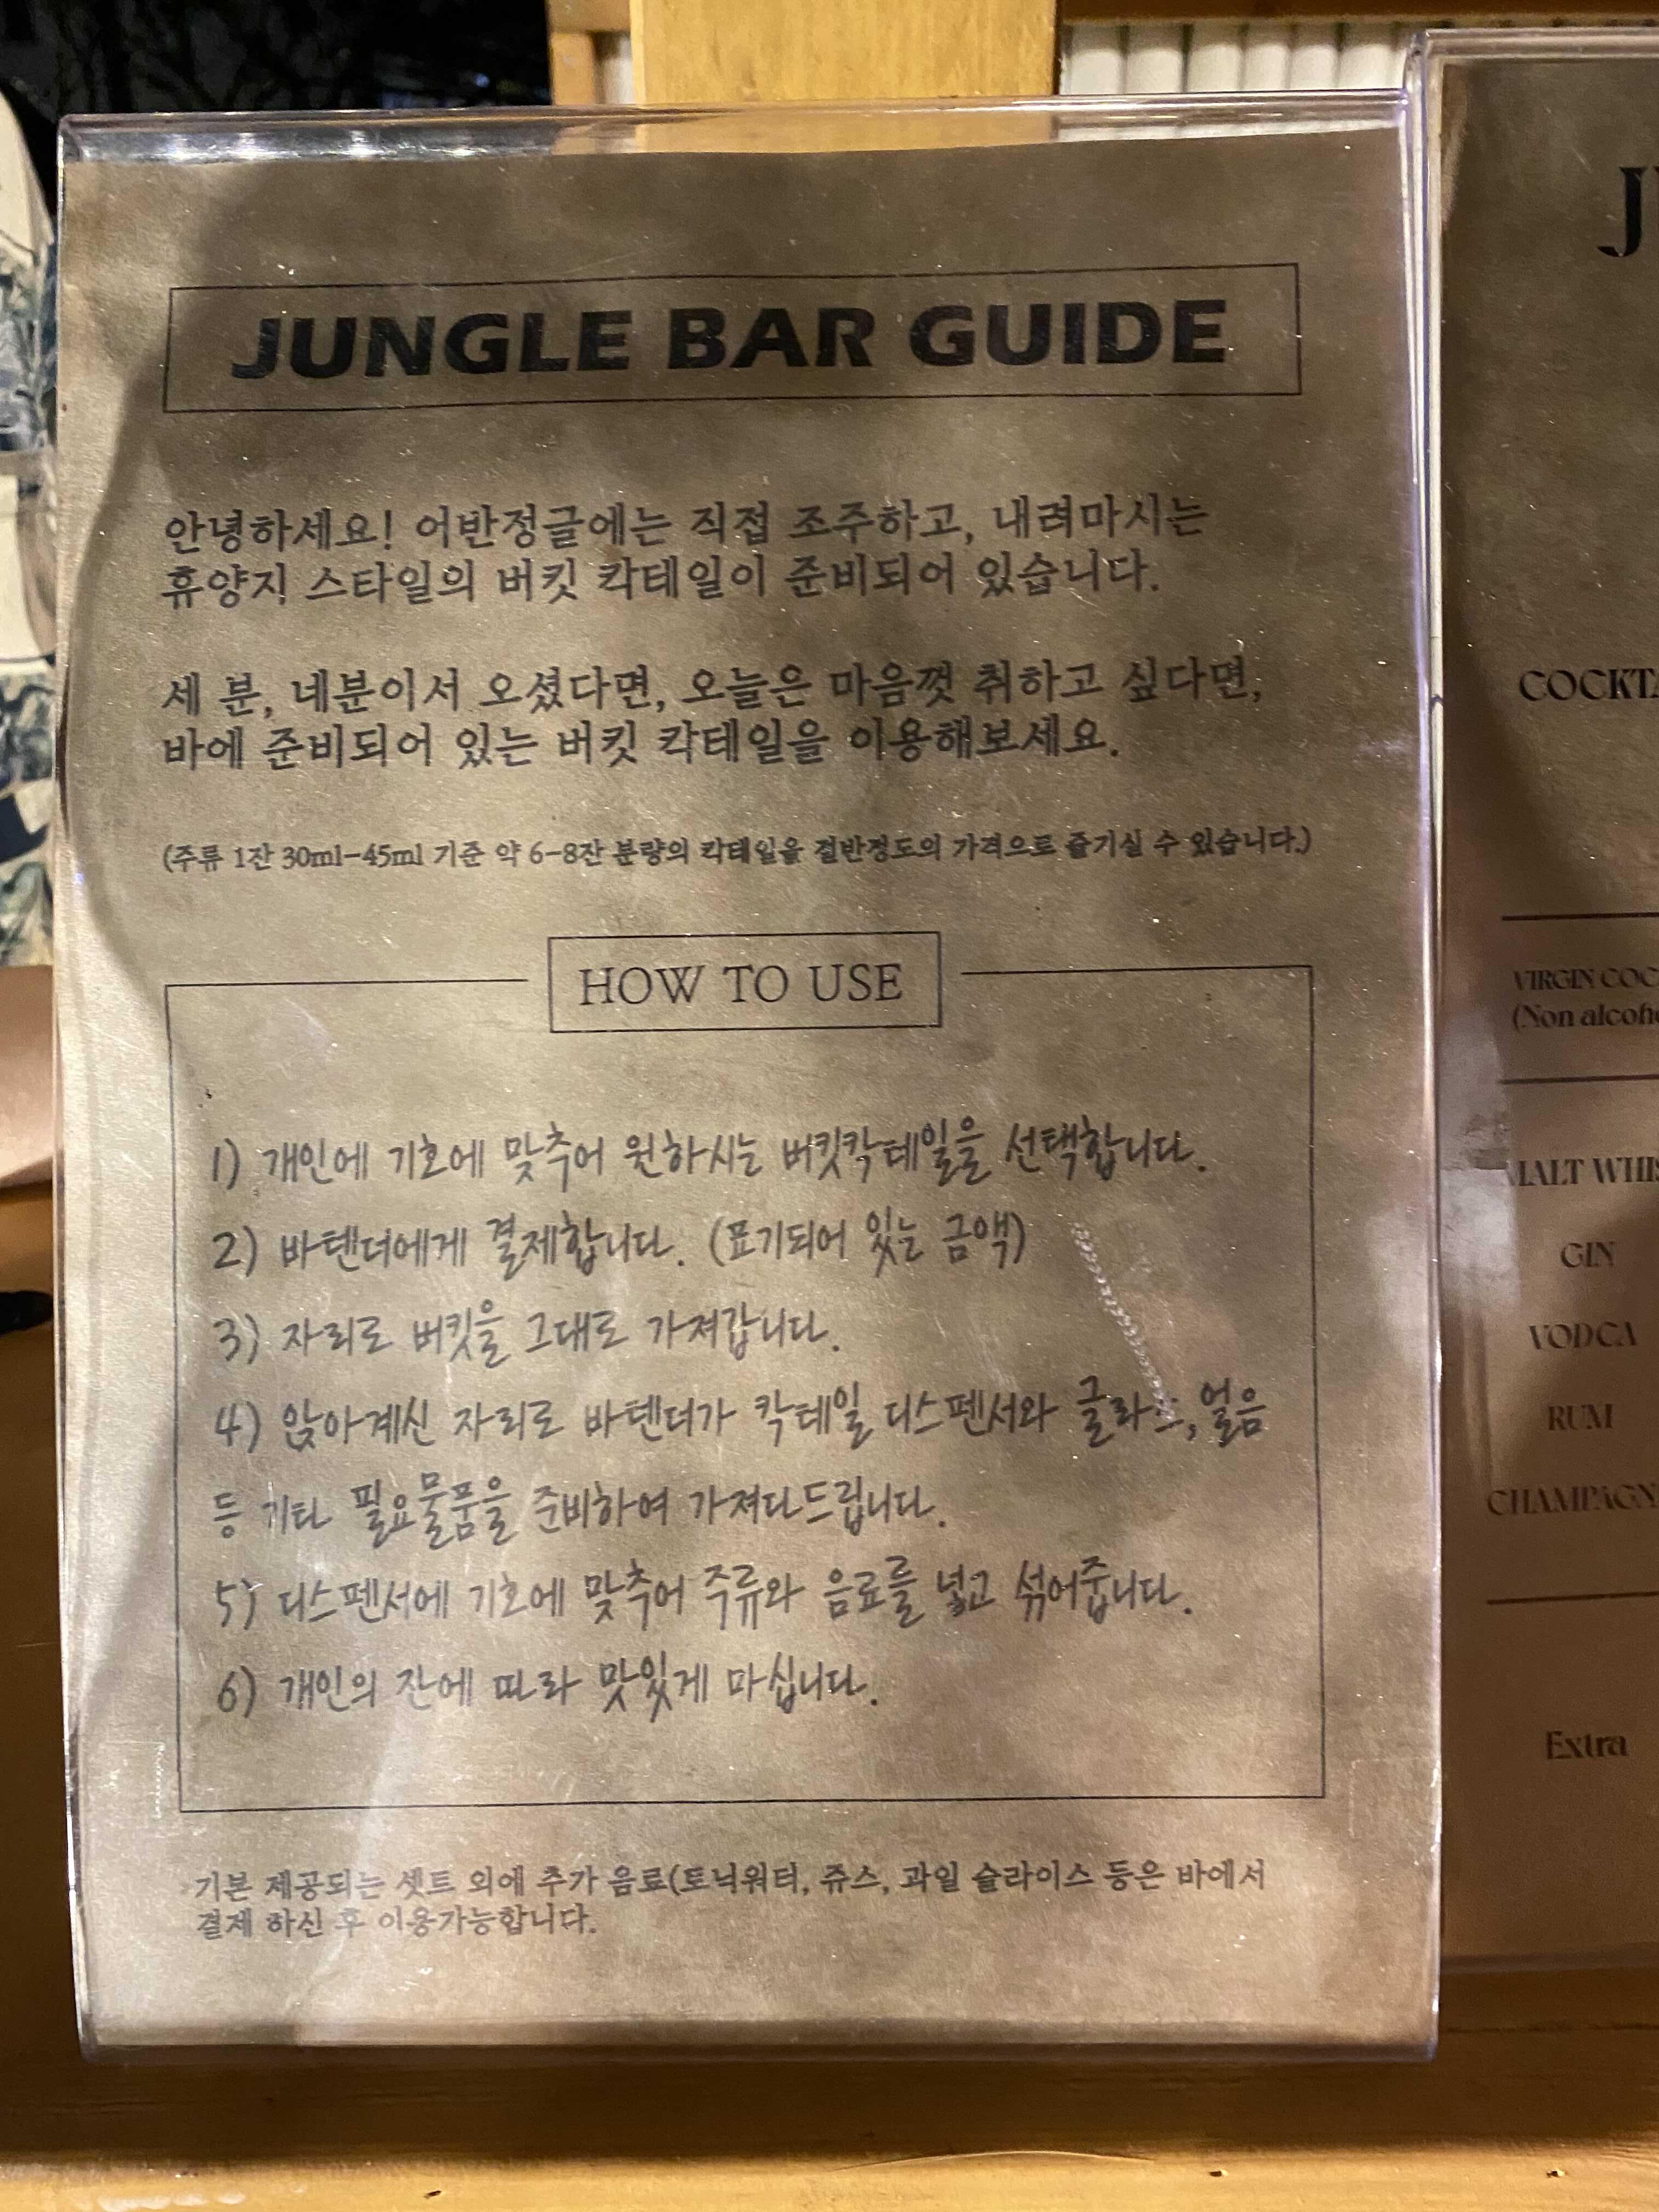 JUNGLE BAR GUIDE
안녕하세요! 어반정글에는 직접 조주하고, 내려마시는
휴양지 스타일의 버킷 칵테일이 준비되어 있습니다.
세 분, 네분이서 오셨다면, 오늘은 마음껏 취하고 싶다면,
바에 준비되어 있는 버킷 칵테일을 이용해보세요.
(주류 1잔 30ml-45ml 기준 약 6-8잔 분량의 칵테일을 절반정도의 가격으로 즐기실 수 있습니다.)
HOW TO USE
1) 개인에 기호에 맞추어 원하시는 버킷칵테일을 선택합니다.
2) 바텐더에게 결제합니다. (표기되어 있는 금액)
3) 자리로 버킷을 그대로 가져갑니다.
4) 앉아계신 자리로 바텐더가 칵테일 디스펜서와 글라스, 얼음
등 기타 필요물품을 준비하여 가져다드립니다.
5) 디스펜서에 기호에 맞추어 주류와 음료를 넣고 섞어줍니다.
6) 개인의 잔에 따라 맛있게 마십니다.
기본 제공되는 셋트 외에 추가 음료(토닉워터, 쥬스, 과일 슬라이스 등은 바에서
결제 하신 후 이용가능합니다.
VIRGIN
(Non
MALT
GIN
VODCA
RUM
Extra